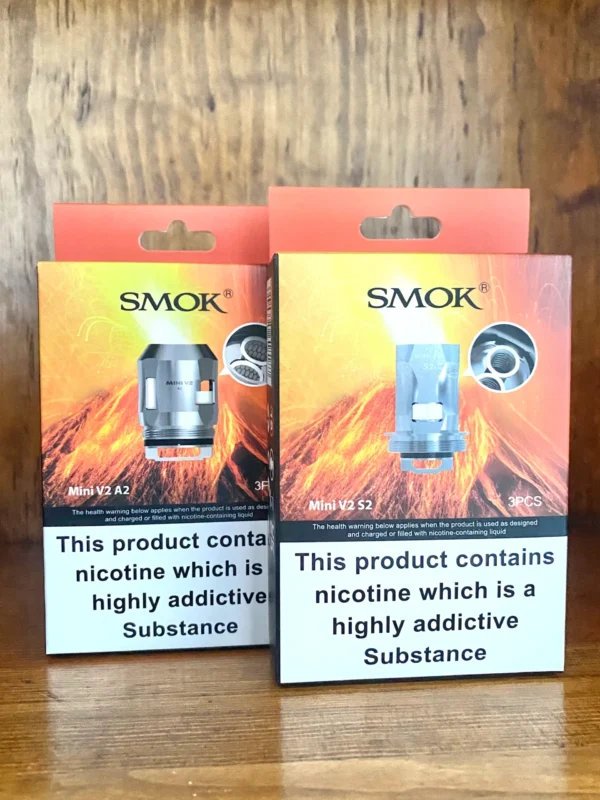 SMOK®
MINI V2
Mini V2 A2
The health warning below applies when the product is used as
and charged or filled with nicotine-containing liquid
This product
nicotine which is
highly addictive
Substance
SMOK®
Mini V2 S2
3PCS
The health warning below applies when the product is used as designed
and charged or filled with nicotine-containing liquid
This product contains
nicotine which is a
highly addictive
Substance